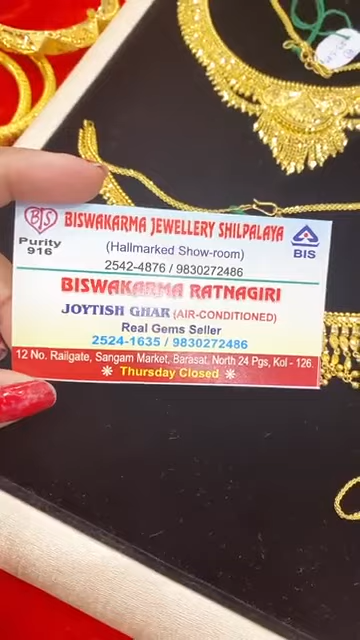 BJS
Purity
916
BISWAKARMA JEWELLERY SHILPALAYA
(Hallmarked Show-room)
2542-4876 / 9830272486
BIS
BISWAKARMA RATNAGIRI
JOYTISH GHAR (AIR-CONDITIONED)
Real Gems Seller
2524-1635 / 9830272486
12 No. Railgate, Sangam Market, Barasat, North 24 Pgs, Kol - 126.
Thursday Closed